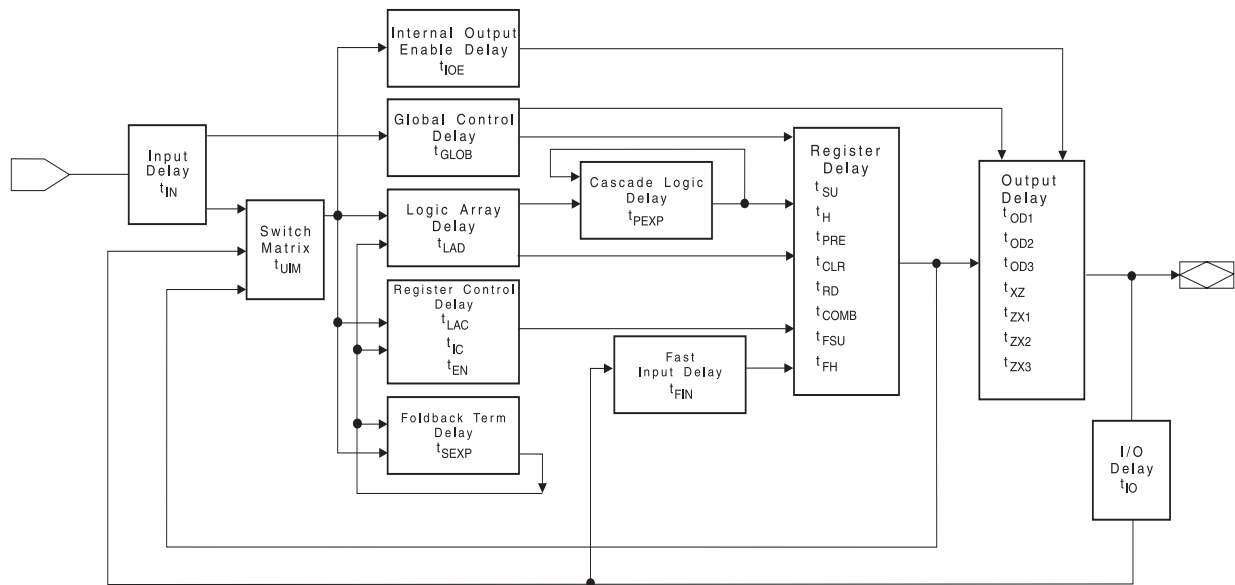 Internal Output
Enable Delay
tIOE
Global Control
Delay
tGLOB
Input
Delay
tIN
Switch
Matrix
tUIM
Logic Array
Delay
tLAD
Cascade Logic
Delay
tPEXP
Register Control
Delay
tLAC
tIC
tEN
Fast
Input Delay
tFIN
Foldback Term
Delay
tSEXP
Register
Delay
tSU
tH
tPRE
tCLR
tRD
tCOMB
tFSU
tFH
Output
Delay
tOD1
tOD2
tOD3
tXZ
tZX1
tZX2
tZX3
I/O
Delay
tIO